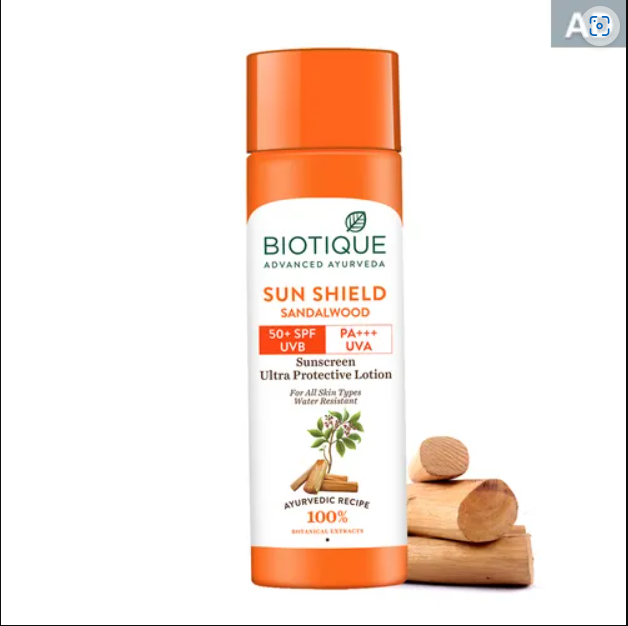 BIOTIQUE
ADVANCED AYURVEDA
SUN SHIELD
SANDALWOOD
50+ SPF
UVB
PA+++
UVA
Sunscreen
Ultra Protective Lotion
For All Skin Types
Water Resistant
AYURVEDIC RECIPE
100%
BOTANICAL EXTRACTS